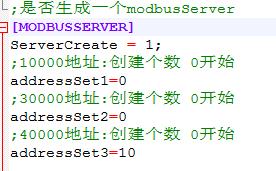 ;是否生成一个modbusServer
[MODBUSSERVER]
ServerCreate = 1;
;10000地址:创建个数 0开始
addressSet1=0
;30000地址:创建个数 0开始
addressSet2=0
;40000地址:创建个数 0开始
addressSet3=10